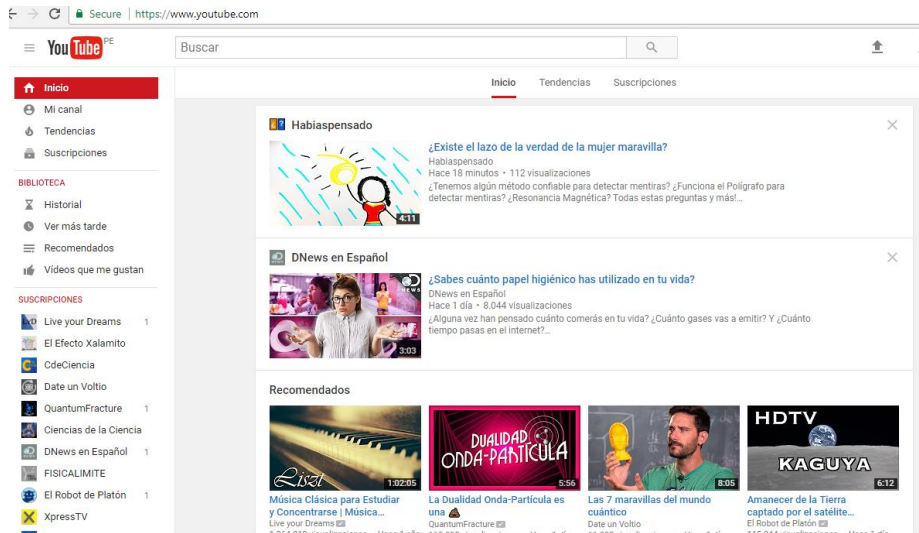 Secure | https://www.youtube.com
YouTube PE
Buscar
Inicio
Mi canal
Tendencias
Suscripciones
BIBLIOTECA
Historial
Ver más tarde
Recomendados
Vídeos que me gustan
SUSCRIPCIONES
Live your Dreams 1
El Efecto Xalamito
CdeCiencia
Date un Voltio
QuantumFracture 1
Ciencias de la Ciencia
DNews en Español 1
FISICALIMITE
El Robot de Platón 1
XpressTV
Inicio Tendencias Suscripciones
Habiaspensado
4:11
¿Existe el lazo de la verdad de la mujer maravilla?
Habiaspensado
Hace 18 minutos • 112 visualizaciones
¿Tenemos algún método confiable para detectar mentiras? ¿Funciona el Polígrafo para
detectar mentiras? ¿Resonancia Magnética? Todas estas preguntas y más!...
DNews en Español
3:03
¿Sabes cuánto papel higiénico has utilizado en tu vida?
DNews en Español
Hace 1 día • 8.044 visualizaciones
¿Alguna vez han pensado cuánto comerás en tu vida? ¿Cuánto gases vas a emitir? Y ¿Cuánto
tiempo pasas en el internet?...
Recomendados
Liszt
1:02:05
Música Clásica para Estudiar
y Concentrarse | Música...
Live your Dreams
DUALIDAD
ONDA-PARTÍCULA
5:56
La Dualidad Onda-Partícula es
una
QuantumFracture
8:05
Las 7 maravillas del mundo
cuántico
Date un Voltio
HDTV
KAGUYA
6:12
Amanecer de la Tierra
captado por el satélite...
El Robot de Platón